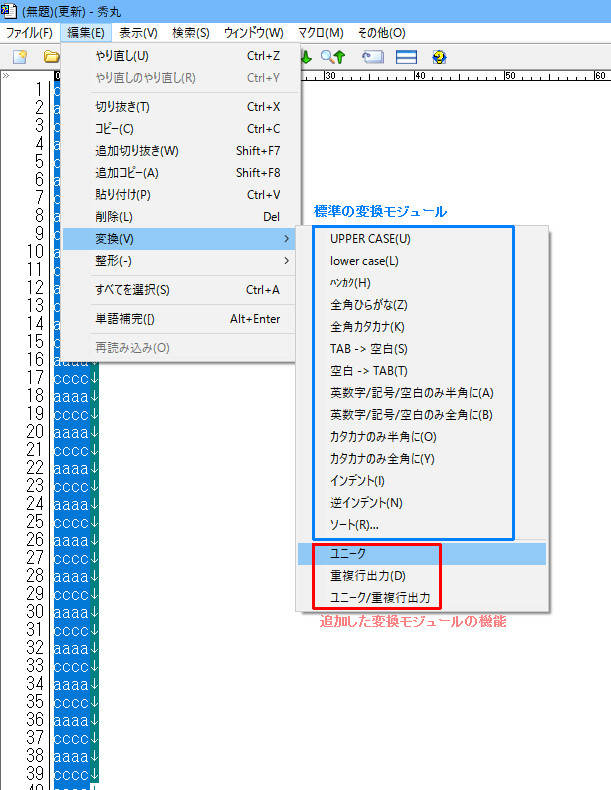 (無題)(更新) - 秀丸
ファイル(F) 編集(E) 表示(V) 検索(S) ウィンドウ(W) マクロ(M) その他(O)
やり直し(U) Ctrl+Z
やり直しのやり直し(R) Ctrl+Y
切り抜き(T) Ctrl+X
コピー(C) Ctrl+C
追加切り抜き(W) Shift+F7
追加コピー(A) Shift+F8
貼り付け(P) Ctrl+V
削除(L) Del
変換(V)
整形(-)
すべてを選択(S) Ctrl+A
単語補完([) Alt+Enter
再読み込み(O)
標準の変換モジュール
UPPER CASE(U)
lower case(L)
ﾊﾝｶｸ(H)
全角ひらがな(Z)
全角カタカナ(K)
TAB -> 空白(S)
空白 -> TAB(T)
英数字/記号/空白のみ半角に(A)
英数字/記号/空白のみ全角に(B)
カタカナのみ半角に(O)
カタカナのみ全角に(Y)
インデント(I)
逆インデント(N)
ソート(R)...
ユニーク
重複行出力(D)
ユニーク/重複行出力
追加した変換モジュールの機能
30 40 50 60
1
2
3
4
5
6
7
8
9
10
11
12
13
14
15
16 aaaa↓
17 cccc↓
18 aaaa↓
19 cccc↓
20 aaaa↓
21 cccc↓
22 aaaa↓
23 cccc↓
24 aaaa↓
25 cccc↓
26 aaaa↓
27 cccc↓
28 aaaa↓
29 cccc↓
30 aaaa↓
31 cccc↓
32 aaaa↓
33 cccc↓
34 aaaa↓
35 cccc↓
36 aaaa↓
37 cccc↓
38 aaaa↓
39 cccc↓